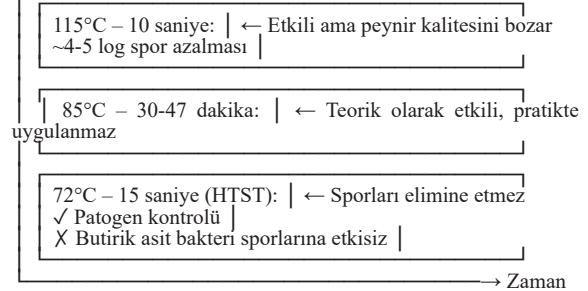 115°C – 10 saniye: │ ← Etkili ama peynir kalitesini bozar
~4-5 log spor azalması │
│ 85°C – 30-47 dakika: │ ← Teorik olarak etkili, pratikte
uygulanmaz
72°C – 15 saniye (HTST): │ ← Sporları elimine etmez
✓ Patogen kontrolü │
✗ Butirik asit bakteri sporlarına etkisiz │
→ Zaman